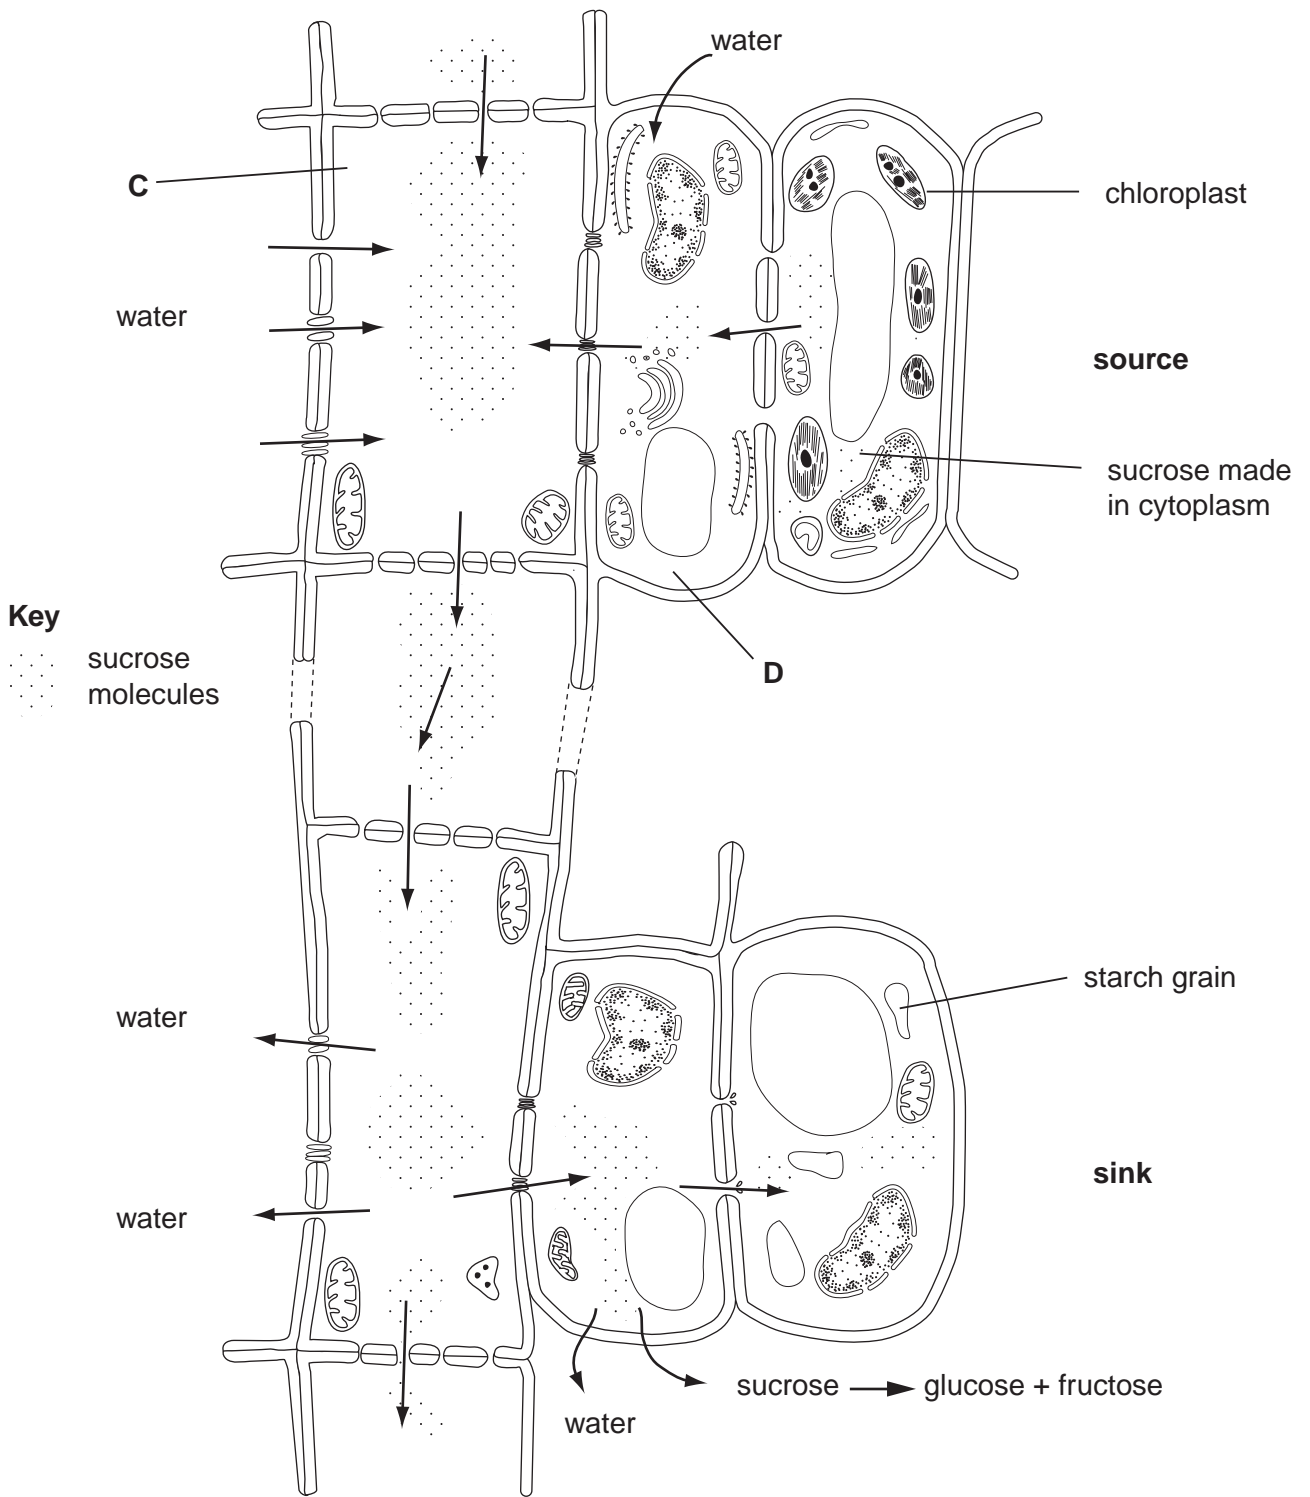 water
C
chloroplast
water
source
sucrose made
in cytoplasm
Key
sucrose
molecules
D
starch grain
water
sink
water
sucrose → glucose + fructose
water